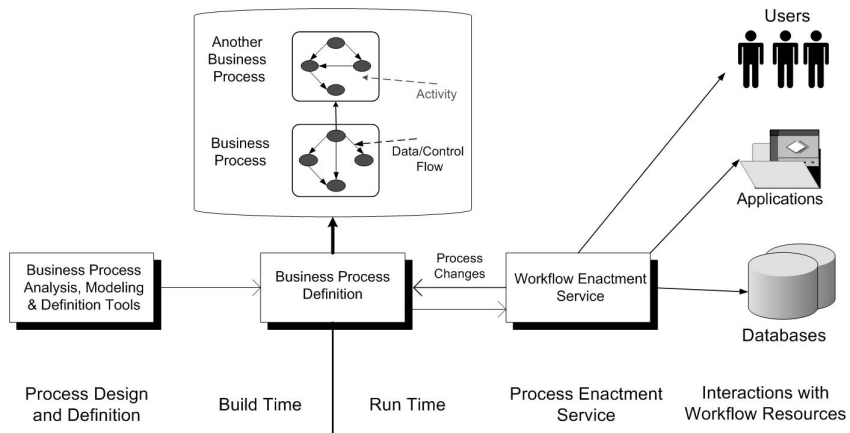 Users
Another
Business
Process
Activity
Business
Process
Data/Control
Flow
Applications
Business Process
Analysis, Modeling
& Definition Tools
Business Process
Definition
Process
Changes
Workflow Enactment
Service
Databases
Process Design
and Definition
Build Time
Run Time
Process Enactment
Service
Interactions with
Workflow Resources